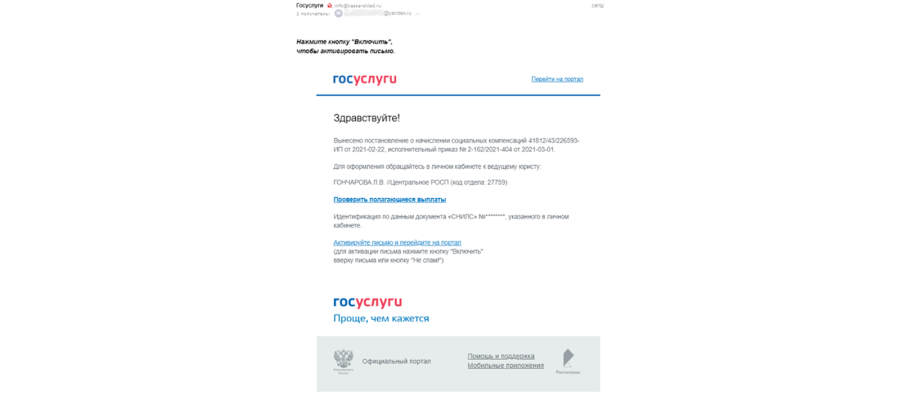 Госуслуги info@kassa-sklad.ru
1 получатель: @yandex.ru
Нажмите кнопку "Включить",
чтобы активировать письмо.
госуслуги Перейти на портал
Здравствуйте!
Вынесено постановление о начислении социальных компенсаций 41812/43/226593-
ИП от 2021-02-22, исполнительный приказ № 2-162/2021-404 от 2021-03-01.
Для оформления обращайтесь в личном кабинете к ведущему юристу:
ГОНЧАРОВА Л.В. //Центральное РОСП (код отдела: 27759)
Проверить полагающиеся выплаты
Идентификация по данным документа «СНИЛС» №********, указанного в личном
кабинете.
Активируйте письмо и перейдите на портал
(для активации письма нажмите кнопку "Включить"
вверху письма или кнопку "Не спам!")
госуслуги
Проще, чем кажется
Официальный портал
Помощь и поддержка
Мобильные приложения
Ростелеком